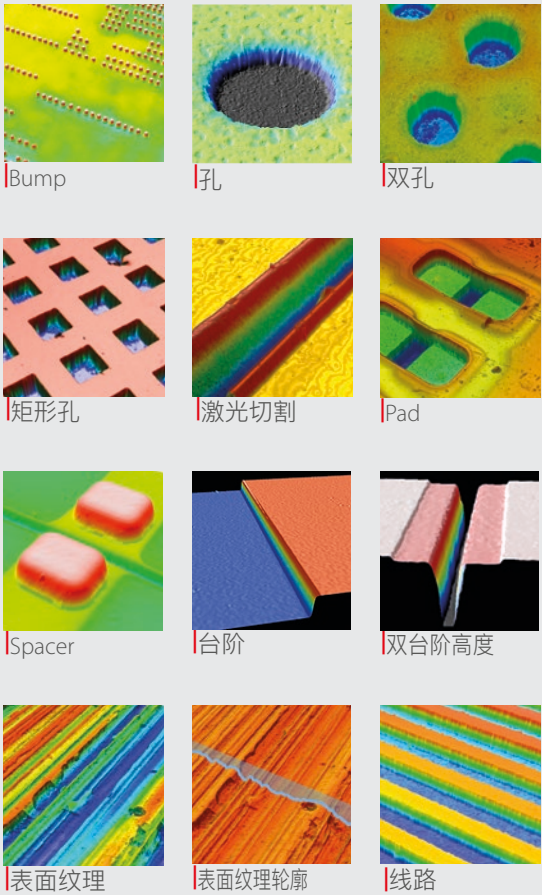 Bump
孔
双孔
矩形孔
激光切割
Pad
Spacer
台阶
双台阶高度
表面纹理
表面纹理轮廓
线路